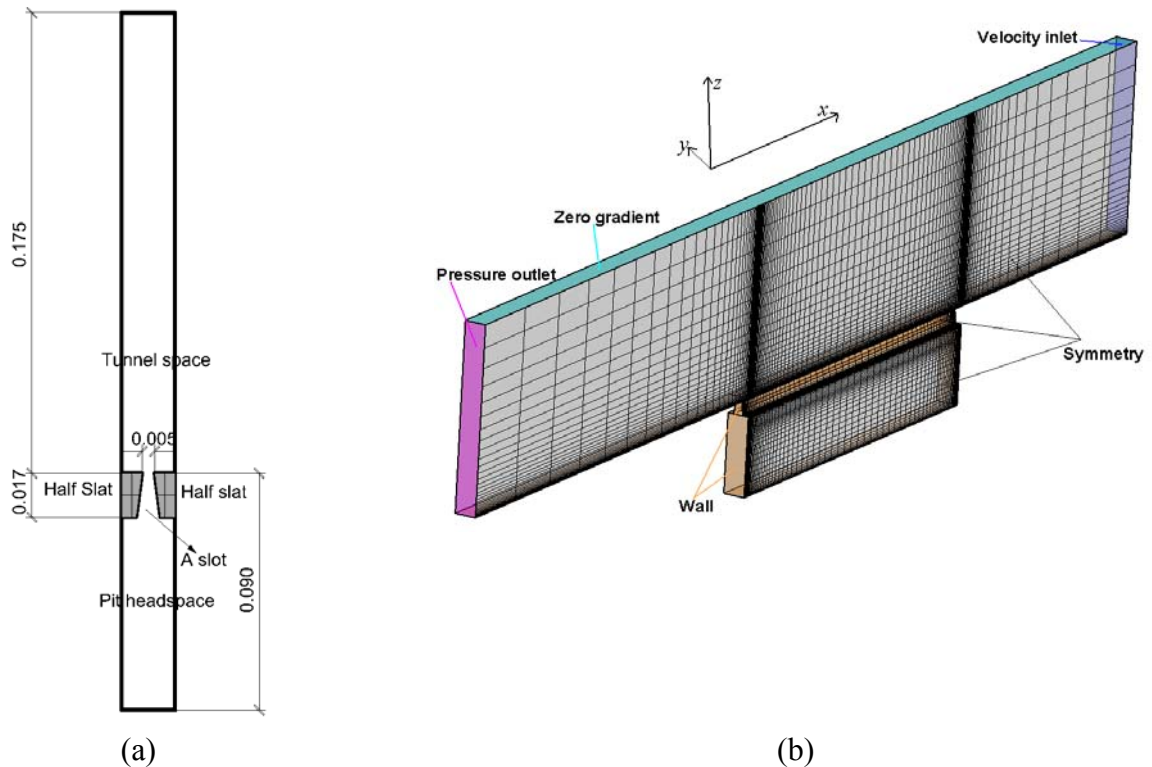 0.175
Tunnel space
0.005
0.017
Half Slat
Half slat
A slot
Pit headspace
0.090
(a)
Velocity inlet
z
x
y
Zero gradient
Pressure outlet
Symmetry
Wall
(b)